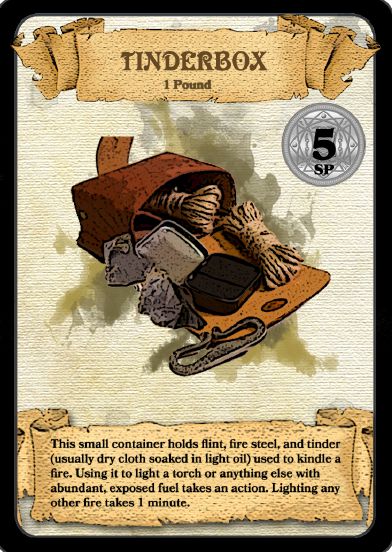 TINDERBOX
1 Pound
5
SP
This small container holds flint, fire steel, and tinder
(usually dry cloth soaked in light oil) used to kindle a
fire. Using it to light a torch or anything else with
abundant, exposed fuel takes an action. Lighting any
other fire takes 1 minute.